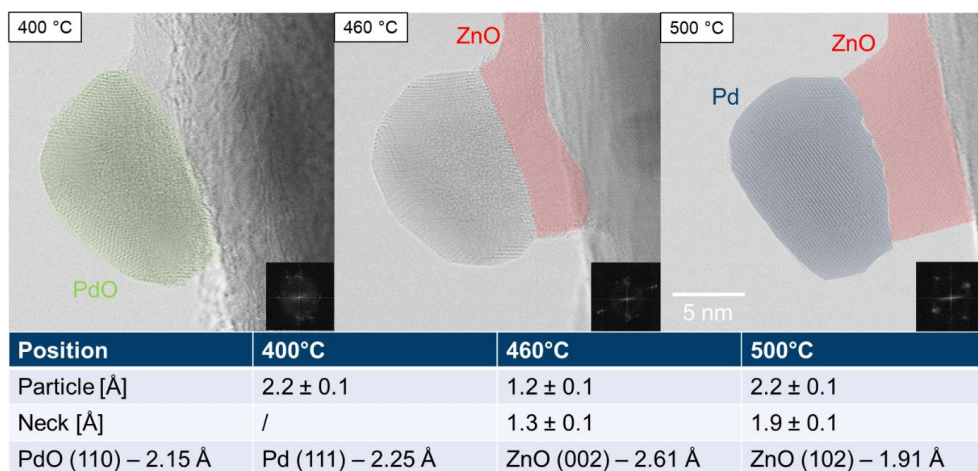 400 °C
460 °C
500 °C
ZnO
ZnO
Pd
PdO
5 nm
Position 400°C 460°C 500°C
Particle [Å] 2.2 ± 0.1 1.2 ± 0.1 2.2 ± 0.1
Neck [Å] / 1.3 ± 0.1 1.9 ± 0.1
PdO (110) – 2.15 Å Pd (111) – 2.25 Å ZnO (002) – 2.61 Å ZnO (102) – 1.91 Å